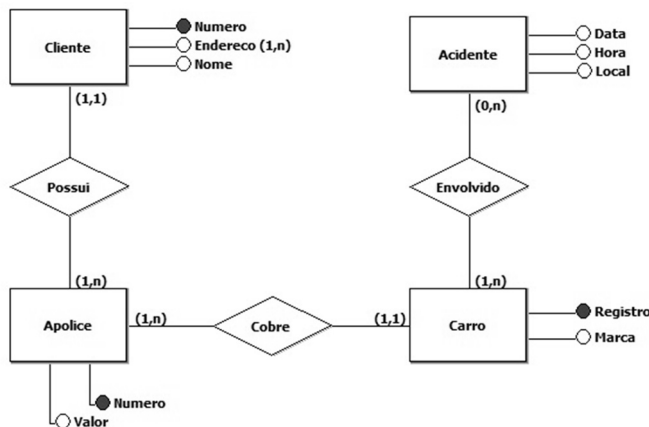 Cliente
Numero
Endereco (1,n)
Nome
Acidente
Data
Hora
Local
(1,1)
(0,n)
Possui
Envolvido
(1,n)
(1,n)
Apolice
(1,n)
Cobre
(1,1)
Carro
Registro
Marca
Numero
Valor